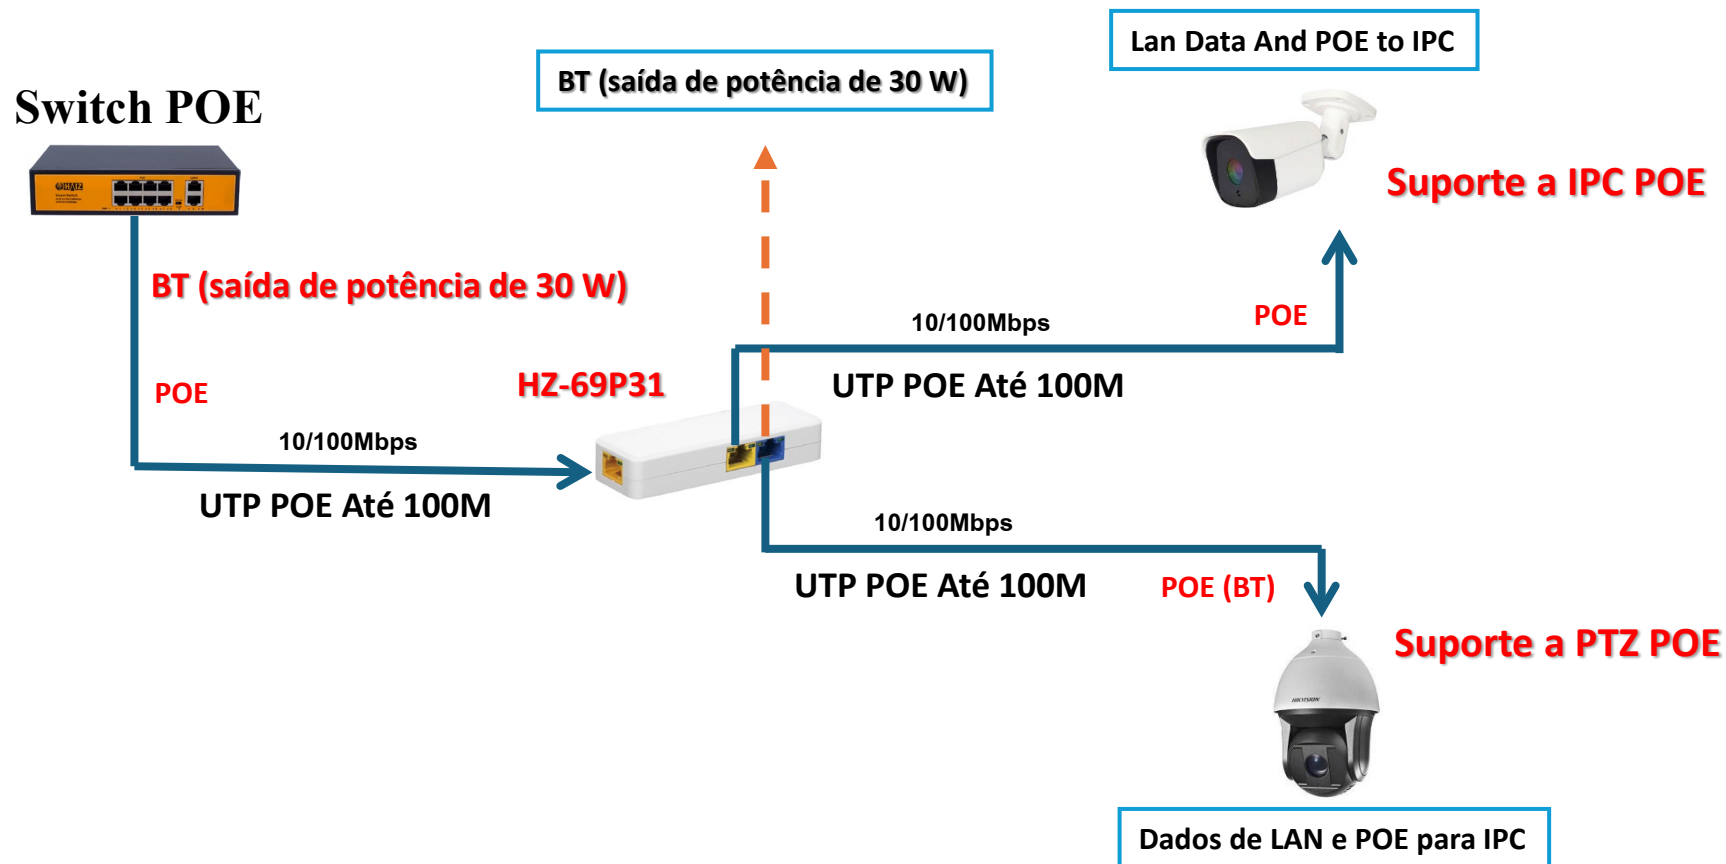 Lan Data And POE to IPC
BT (saída de potência de 30 W)
Switch POE
HAIZ
Suporte a IPC POE
BT (saída de potência de 30 W)
10/100Mbps
POE
HZ-69P31
UTP POE Até 100M
POE
10/100Mbps
UTP POE Até 100M
10/100Mbps
UTP POE Até 100M
POE (BT)
Suporte a PTZ POE
HIKVISION
Dados de LAN e POE para IPC